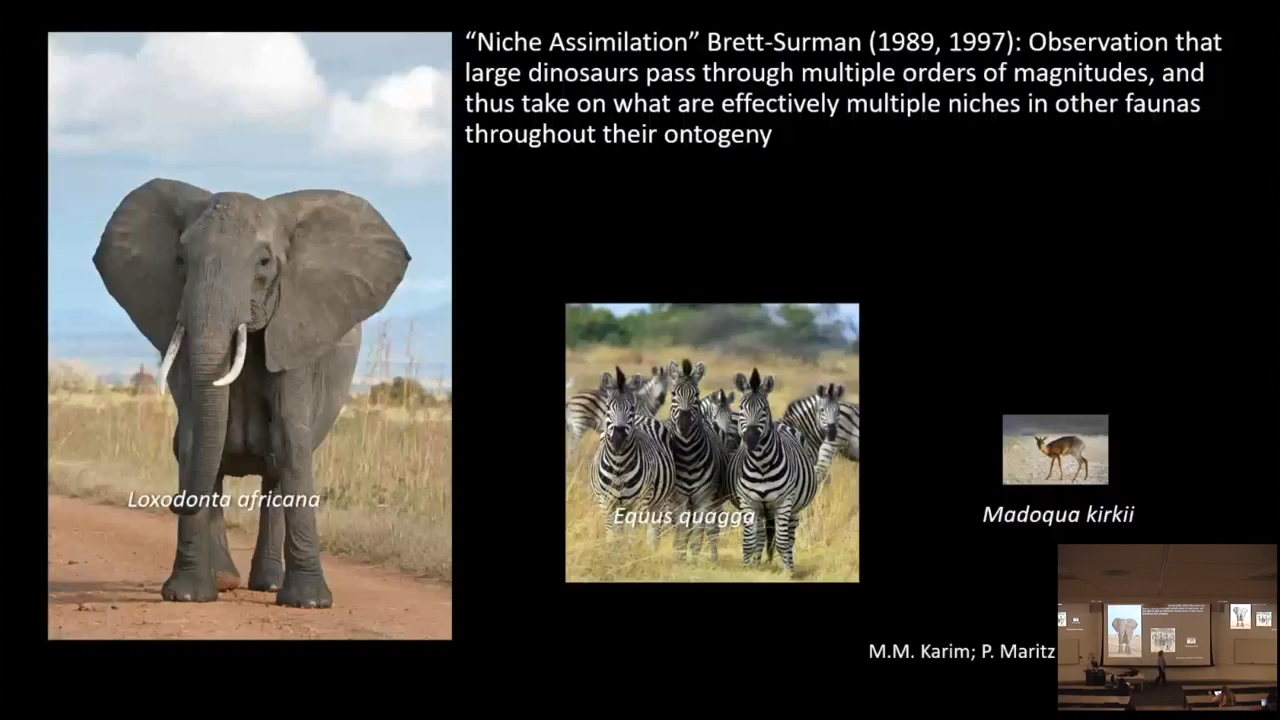 “Niche Assimilation” Brett-Surman (1989, 1997): Observation that
large dinosaurs pass through multiple orders of magnitudes, and
thus take on what are effectively multiple niches in other faunas
throughout their ontogeny
Loxodonta africana
Equus quagga
Madoqua kirkii
M.M. Karim; P. Maritz